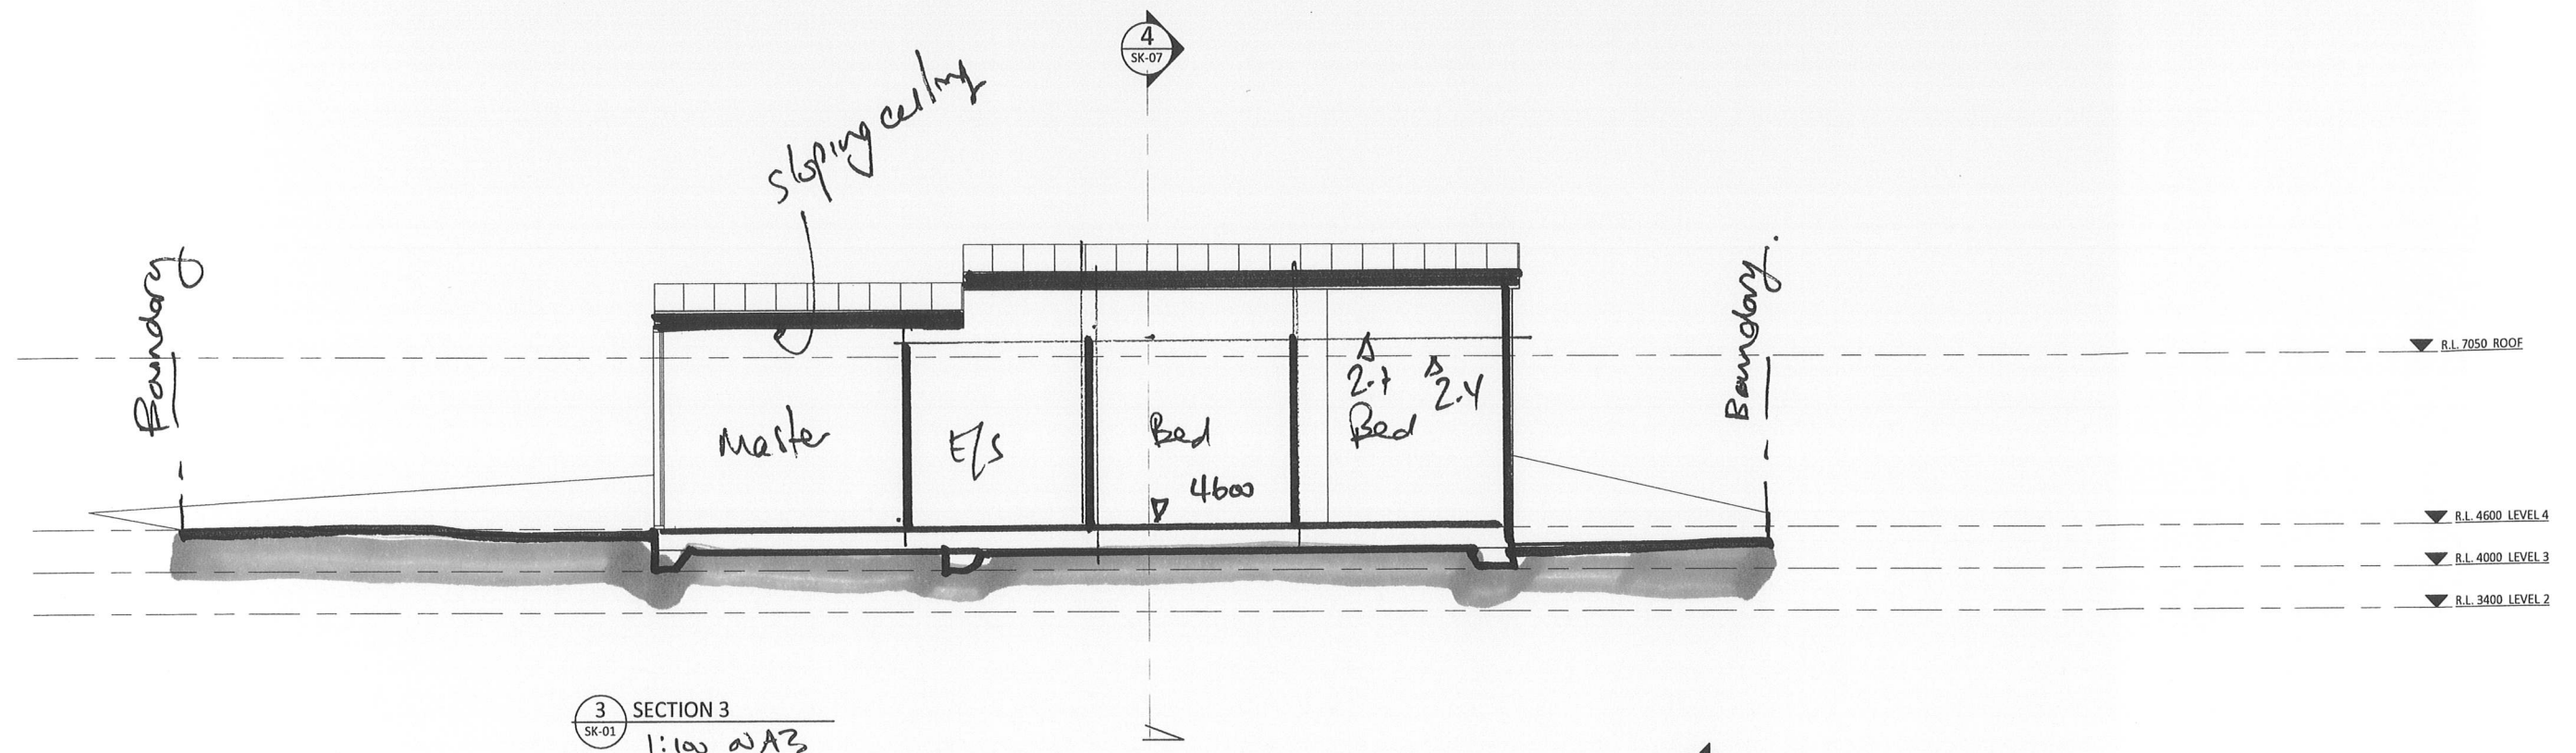 4
SK-07
sloping ceiling
Boundary
Boundary.
R.L. 7050 ROOF
2.7
2.4
Master
E/S
Bed
Bed
4600
R.L. 4600 LEVEL 4
R.L. 4000 LEVEL 3
R.L. 3400 LEVEL 2
3
SECTION 3
SK-01
1:100 @ A3